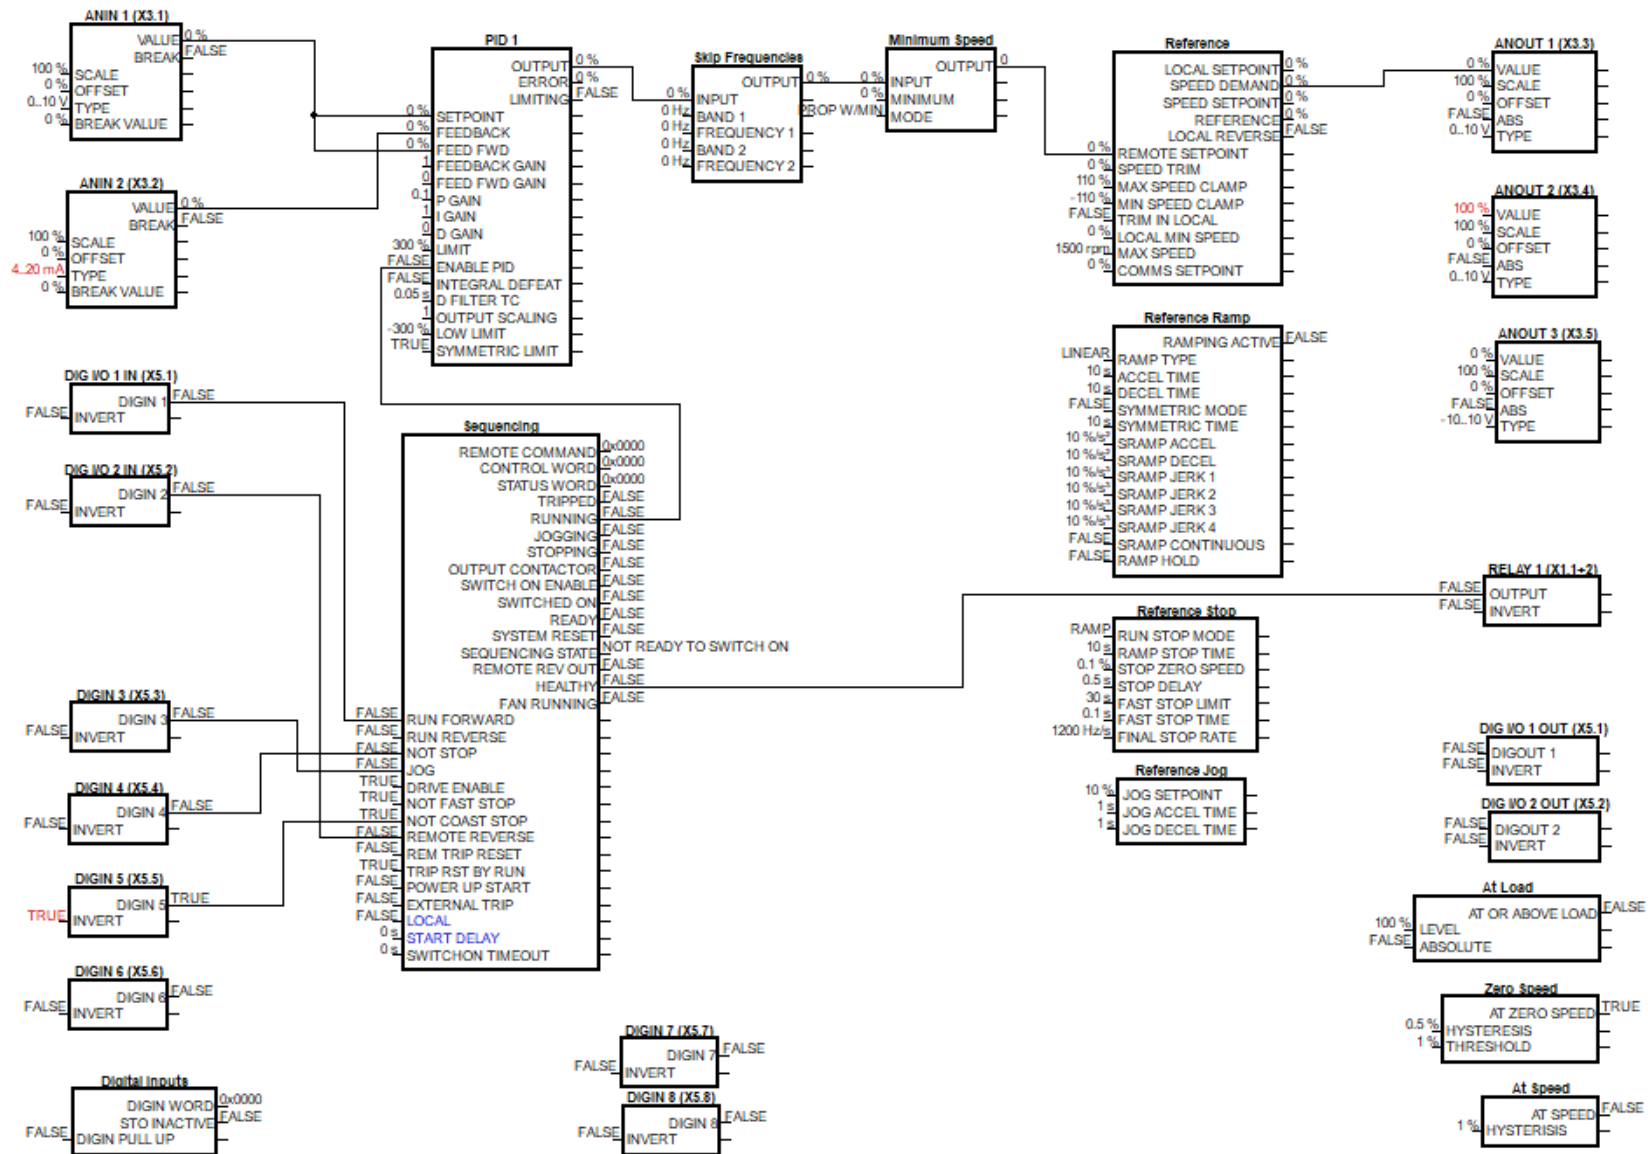 ANIN 1 (X3.1)
VALUE 0 %
BREAK FALSE
100 % SCALE
0 % OFFSET
0..10 V TYPE
0 % BREAK VALUE
ANIN 2 (X3.2)
VALUE 0 %
BREAK FALSE
100 % SCALE
0 % OFFSET
4..20 mA TYPE
0 % BREAK VALUE
DIG I/O 1 IN (X5.1)
DIGIN 1 FALSE
FALSE INVERT
DIG I/O 2 IN (X5.2)
DIGIN 2 FALSE
FALSE INVERT
DIGIN 3 (X5.3)
DIGIN 3 FALSE
FALSE INVERT
DIGIN 4 (X5.4)
DIGIN 4 FALSE
FALSE INVERT
DIGIN 5 (X5.5)
DIGIN 5 TRUE
TRUE INVERT
DIGIN 6 (X5.6)
DIGIN 6 FALSE
FALSE INVERT
Digital Inputs
DIGIN WORD 0x0000
STO INACTIVE FALSE
FALSE DIGIN PULL UP
PID 1
OUTPUT 0 %
ERROR 0 %
LIMITING FALSE
0 % SETPOINT
0 % FEEDBACK
0 % FEED FWD
1 FEEDBACK GAIN
0 FEED FWD GAIN
0.1 P GAIN
1 I GAIN
0 D GAIN
300 % LIMIT
FALSE ENABLE PID
FALSE INTEGRAL DEFEAT
0.05 s D FILTER TC
1 OUTPUT SCALING
-300 % LOW LIMIT
TRUE SYMMETRIC LIMIT
Sequencing
REMOTE COMMAND 0x0000
CONTROL WORD 0x0000
STATUS WORD 0x0000
TRIPPED FALSE
RUNNING FALSE
JOGGING FALSE
STOPPING FALSE
OUTPUT CONTACTOR FALSE
SWITCH ON ENABLE FALSE
SWITCHED ON FALSE
READY FALSE
SYSTEM RESET FALSE
SEQUENCING STATE NOT READY TO SWITCH ON
REMOTE REV OUT FALSE
HEALTHY FALSE
FAN RUNNING FALSE
FALSE RUN FORWARD
FALSE RUN REVERSE
FALSE NOT STOP
FALSE JOG
TRUE DRIVE ENABLE
TRUE NOT FAST STOP
TRUE NOT COAST STOP
FALSE REMOTE REVERSE
FALSE REM TRIP RESET
TRUE TRIP RST BY RUN
FALSE POWER UP START
FALSE EXTERNAL TRIP
FALSE LOCAL
0 s START DELAY
0 s SWITCHON TIMEOUT
DIGIN 7 (X5.7)
DIGIN 7 FALSE
FALSE INVERT
DIGIN 8 (X5.8)
DIGIN 8 FALSE
FALSE INVERT
Skip Frequencies
OUTPUT 0 %
0 % INPUT
0 Hz BAND 1
0 Hz FREQUENCY 1
0 Hz BAND 2
0 Hz FREQUENCY 2
Minimum Speed
OUTPUT 0
0 % INPUT
0 % MINIMUM
PROP W/MIN MODE
Reference
LOCAL SETPOINT 0 %
SPEED DEMAND 0 %
SPEED SETPOINT 0 %
REFERENCE 0 %
LOCAL REVERSE FALSE
0 % REMOTE SETPOINT
0 % SPEED TRIM
110 % MAX SPEED CLAMP
-110 % MIN SPEED CLAMP
FALSE TRIM IN LOCAL
0 % LOCAL MIN SPEED
1500 rpm MAX SPEED
0 % COMMS SETPOINT
Reference Ramp
RAMPING ACTIVE FALSE
LINEAR RAMP TYPE
10 s ACCEL TIME
10 s DECEL TIME
FALSE SYMMETRIC MODE
10 s SYMMETRIC TIME
10 %/s² SRAMP ACCEL
10 %/s² SRAMP DECEL
10 %/s³ SRAMP JERK 1
10 %/s³ SRAMP JERK 2
10 %/s³ SRAMP JERK 3
10 %/s³ SRAMP JERK 4
FALSE SRAMP CONTINUOUS
FALSE RAMP HOLD
Reference Stop
RAMP RUN STOP MODE
10 s RAMP STOP TIME
0.1 % STOP ZERO SPEED
0.5 s STOP DELAY
30 s FAST STOP LIMIT
0.1 s FAST STOP TIME
1200 Hz/s FINAL STOP RATE
Reference Jog
10 % JOG SETPOINT
1 s JOG ACCEL TIME
1 s JOG DECEL TIME
ANOUT 1 (X3.3)
0 % VALUE
100 % SCALE
0 % OFFSET
FALSE ABS
0..10 V TYPE
ANOUT 2 (X3.4)
100 % VALUE
100 % SCALE
0 % OFFSET
FALSE ABS
0..10 V TYPE
ANOUT 3 (X3.5)
0 % VALUE
100 % SCALE
0 % OFFSET
FALSE ABS
-10..10 V TYPE
RELAY 1 (X1.1+2)
FALSE OUTPUT
FALSE INVERT
DIG I/O 1 OUT (X5.1)
FALSE DIGOUT 1
FALSE INVERT
DIG I/O 2 OUT (X5.2)
FALSE DIGOUT 2
FALSE INVERT
At Load
AT OR ABOVE LOAD FALSE
100 % LEVEL
FALSE ABSOLUTE
Zero Speed
AT ZERO SPEED TRUE
0.5 % HYSTERESIS
1 % THRESHOLD
At Speed
AT SPEED FALSE
1 % HYSTERISIS